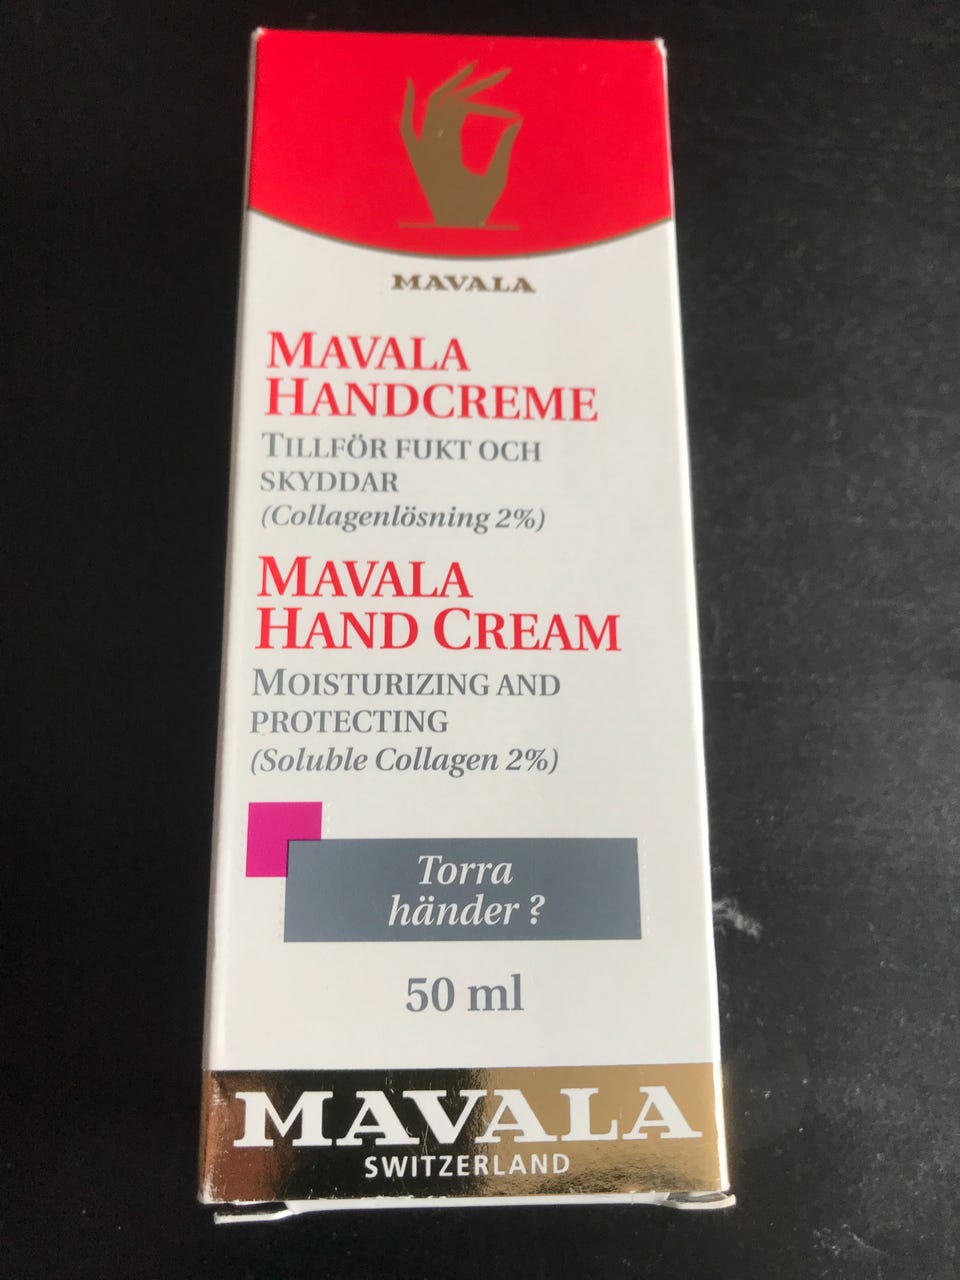 MAVALA
MAVALA
HANDCREME
TILLFÖR FUKT OCH
SKYDDAR
(Collagenlösning 2%)
MAVALA
HAND CREAM
MOISTURIZING AND
PROTECTING
(Soluble Collagen 2%)
Torra
händer ?
50 ml
MAVALA
SWITZERLAND